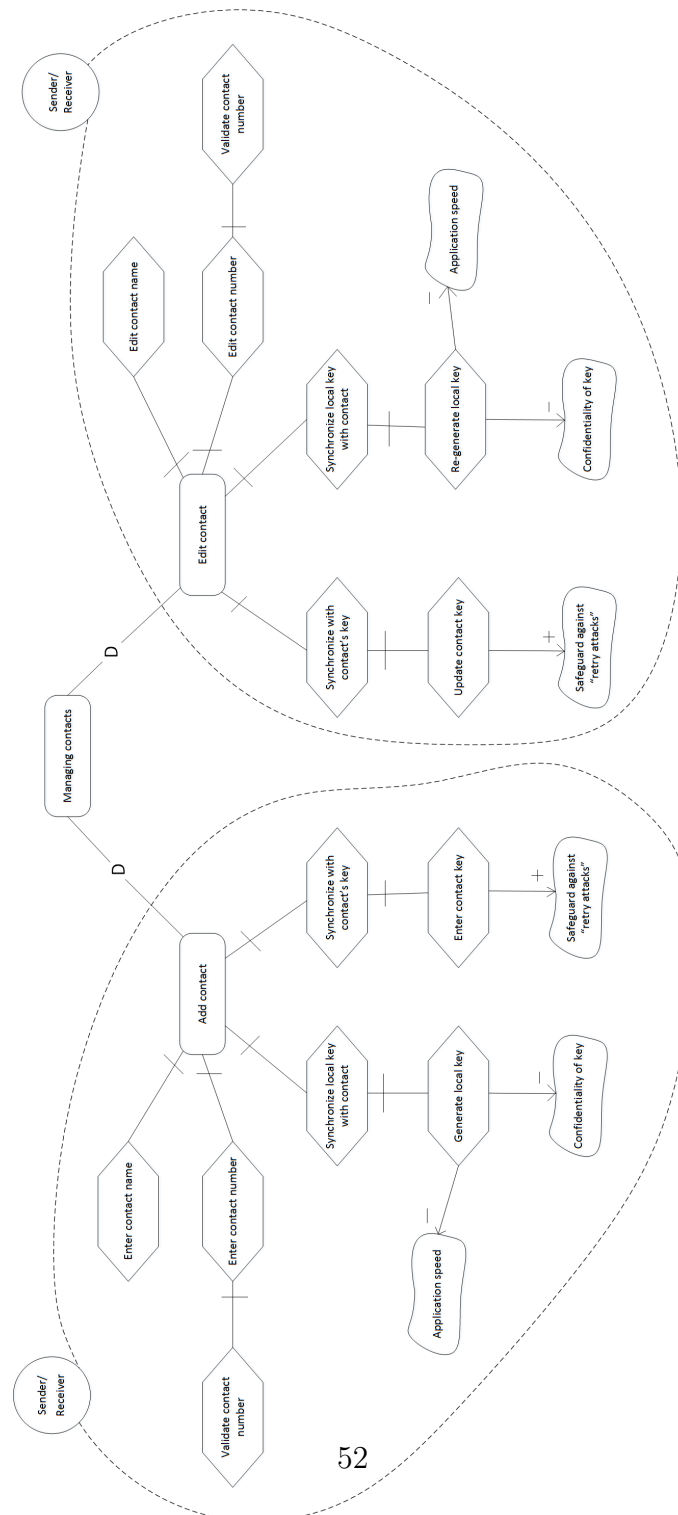 Sender/
Receiver
Managing contacts
Sender/
Receiver
D
D
Enter contact name
Edit contact name
Validate contact
number
Enter contact number
Add contact
Edit contact
Edit contact number
Validate contact
number
Synchronize local key
with contact
Synchronize with
contact's key
Synchronize with
contact's key
Synchronize local key
with contact
Application speed
–
Generate local key
Enter contact key
Update contact key
Re-generate local key
–
Application speed
–
+
+
–
Confidentiality of key
Safeguard against
“retry attacks”
Safeguard against
“retry attacks”
Confidentiality of key
52